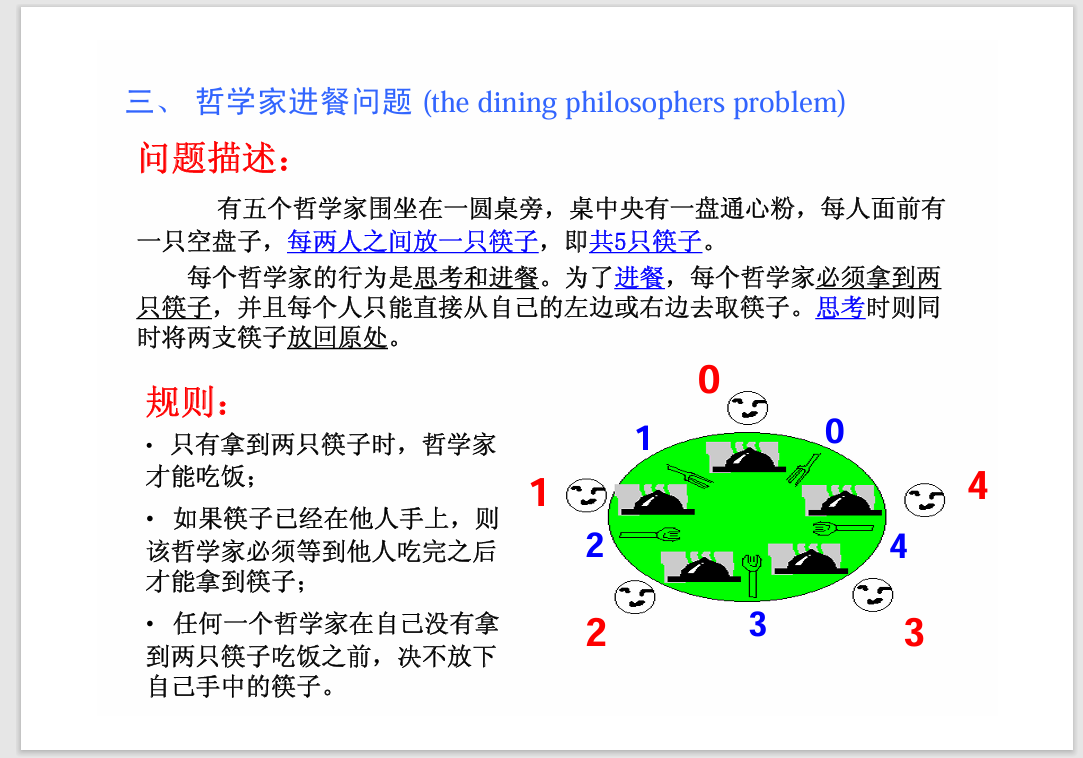 三、 哲学家进餐问题 (the dining philosophers problem)
问题描述：
有五个哲学家围坐在一圆桌旁，桌中央有一盘通心粉，每人面前有
一只空盘子，每两人之间放一只筷子，即共5只筷子。
每个哲学家的行为是思考和进餐。为了进餐，每个哲学家必须拿到两
只筷子，并且每个人只能直接从自己的左边或右边去取筷子。思考时则同
时将两支筷子放回原处。
规则：
• 只有拿到两只筷子时，哲学家
才能吃饭；
• 如果筷子已经在他人手上，则
该哲学家必须等到他人吃完之后
才能拿到筷子；
• 任何一个哲学家在自己没有拿
到两只筷子吃饭之前，决不放下
自己手中的筷子。
0
1
0
1
4
2
4
2
3
3